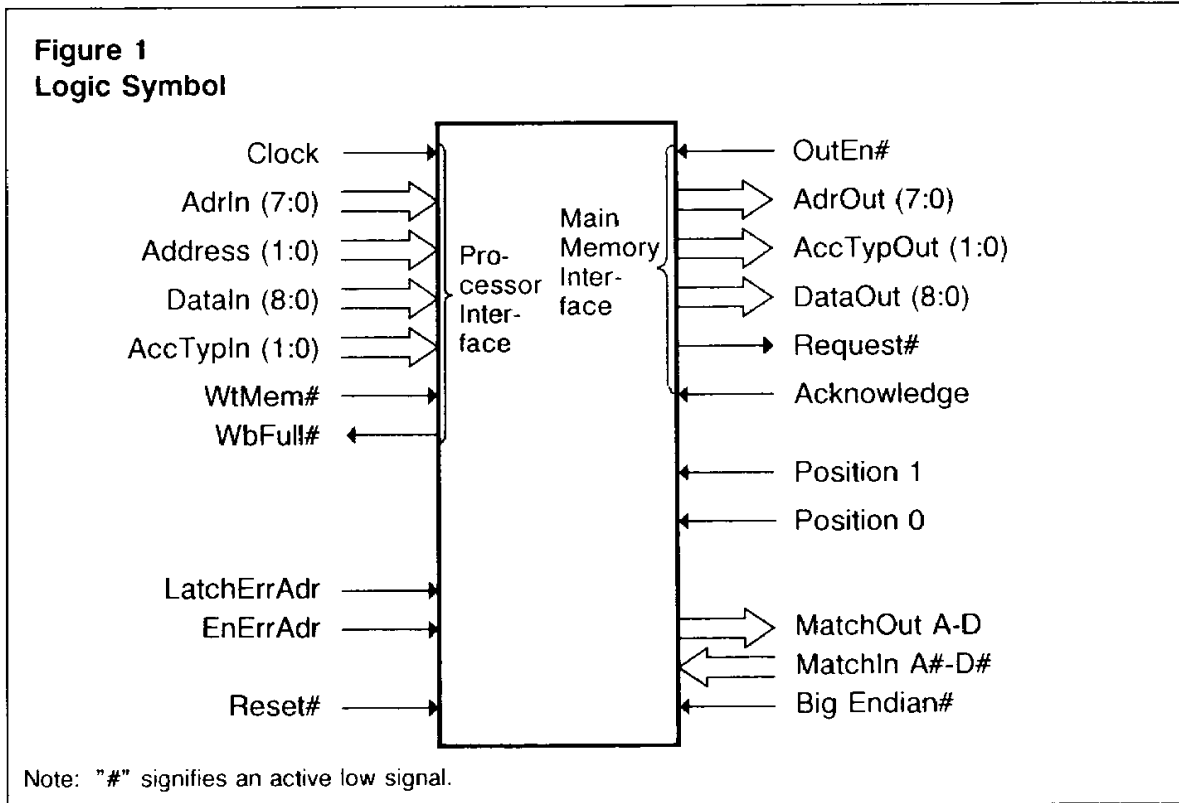 Figure 1
Logic Symbol
Clock
AdrIn (7:0)
Address (1:0)
DataIn (8:0)
AccTypIn (1:0)
WtMem#
WbFull#
LatchErrAdr
EnErrAdr
Reset#
Pro-
cessor
Inter-
face
Main
Memory
Inter-
face
OutEn#
AdrOut (7:0)
AccTypOut (1:0)
DataOut (8:0)
Request#
Acknowledge
Position 1
Position 0
MatchOut A-D
MatchIn A#-D#
Big Endian#
Note: "#" signifies an active low signal.